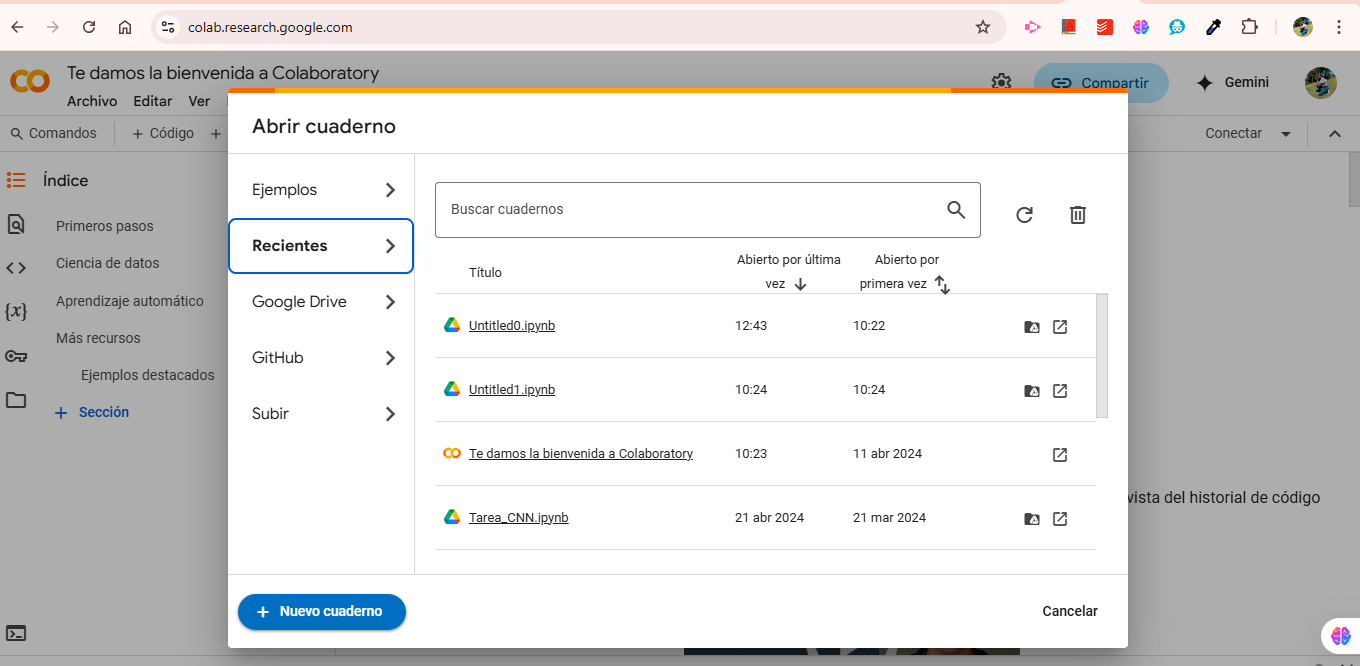 colab.research.google.com
Te damos la bienvenida a Colaboratory
Archivo Editar Ver
Compartir
Gemini
Comandos
+ Código +
Conectar
Índice
Primeros pasos
Ciencia de datos
Aprendizaje automático
Más recursos
Ejemplos destacados
+ Sección
Abrir cuaderno
Ejemplos
Recientes
Google Drive
GitHub
Subir
Buscar cuadernos
Título
Abierto por última
vez
Abierto por
primera vez
Untitled0.ipynb 12:43 10:22
Untitled1.ipynb 10:24 10:24
Te damos la bienvenida a Colaboratory 10:23 11 abr 2024
Tarea_CNN.ipynb 21 abr 2024 21 mar 2024
vista del historial de código
+ Nuevo cuaderno
Cancelar